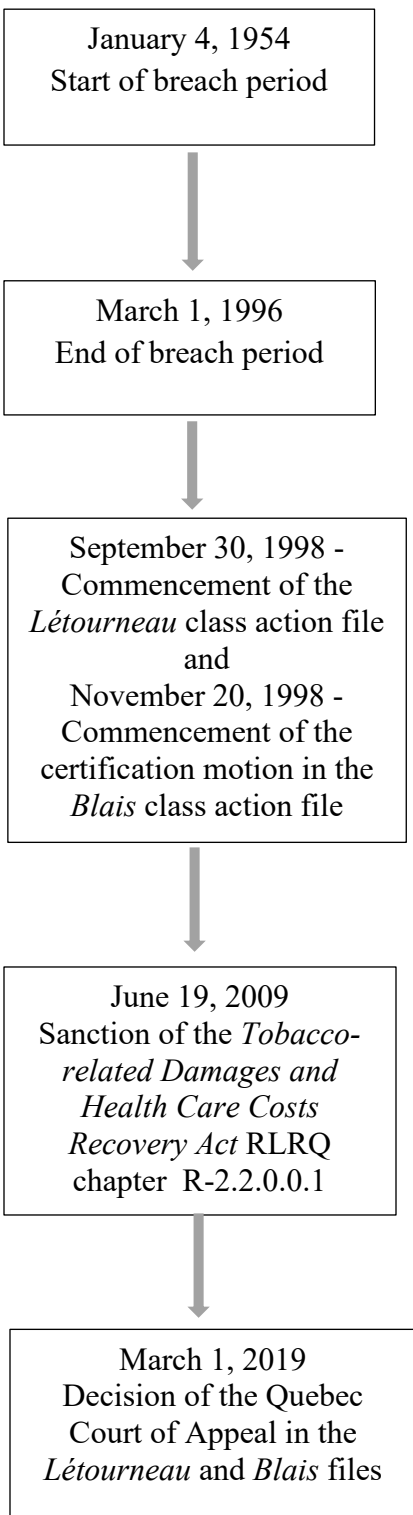 January 4, 1954
Start of breach period
March 1, 1996
End of breach period
September 30, 1998 -
Commencement of the
Létourneau class action file
and
November 20, 1998 -
Commencement of the
certification motion in the
Blais class action file
June 19, 2009
Sanction of the Tobacco-
related Damages and
Health Care Costs
Recovery Act RLRQ
chapter R-2.2.0.0.1
March 1, 2019
Decision of the Quebec
Court of Appeal in the
Létourneau and Blais files